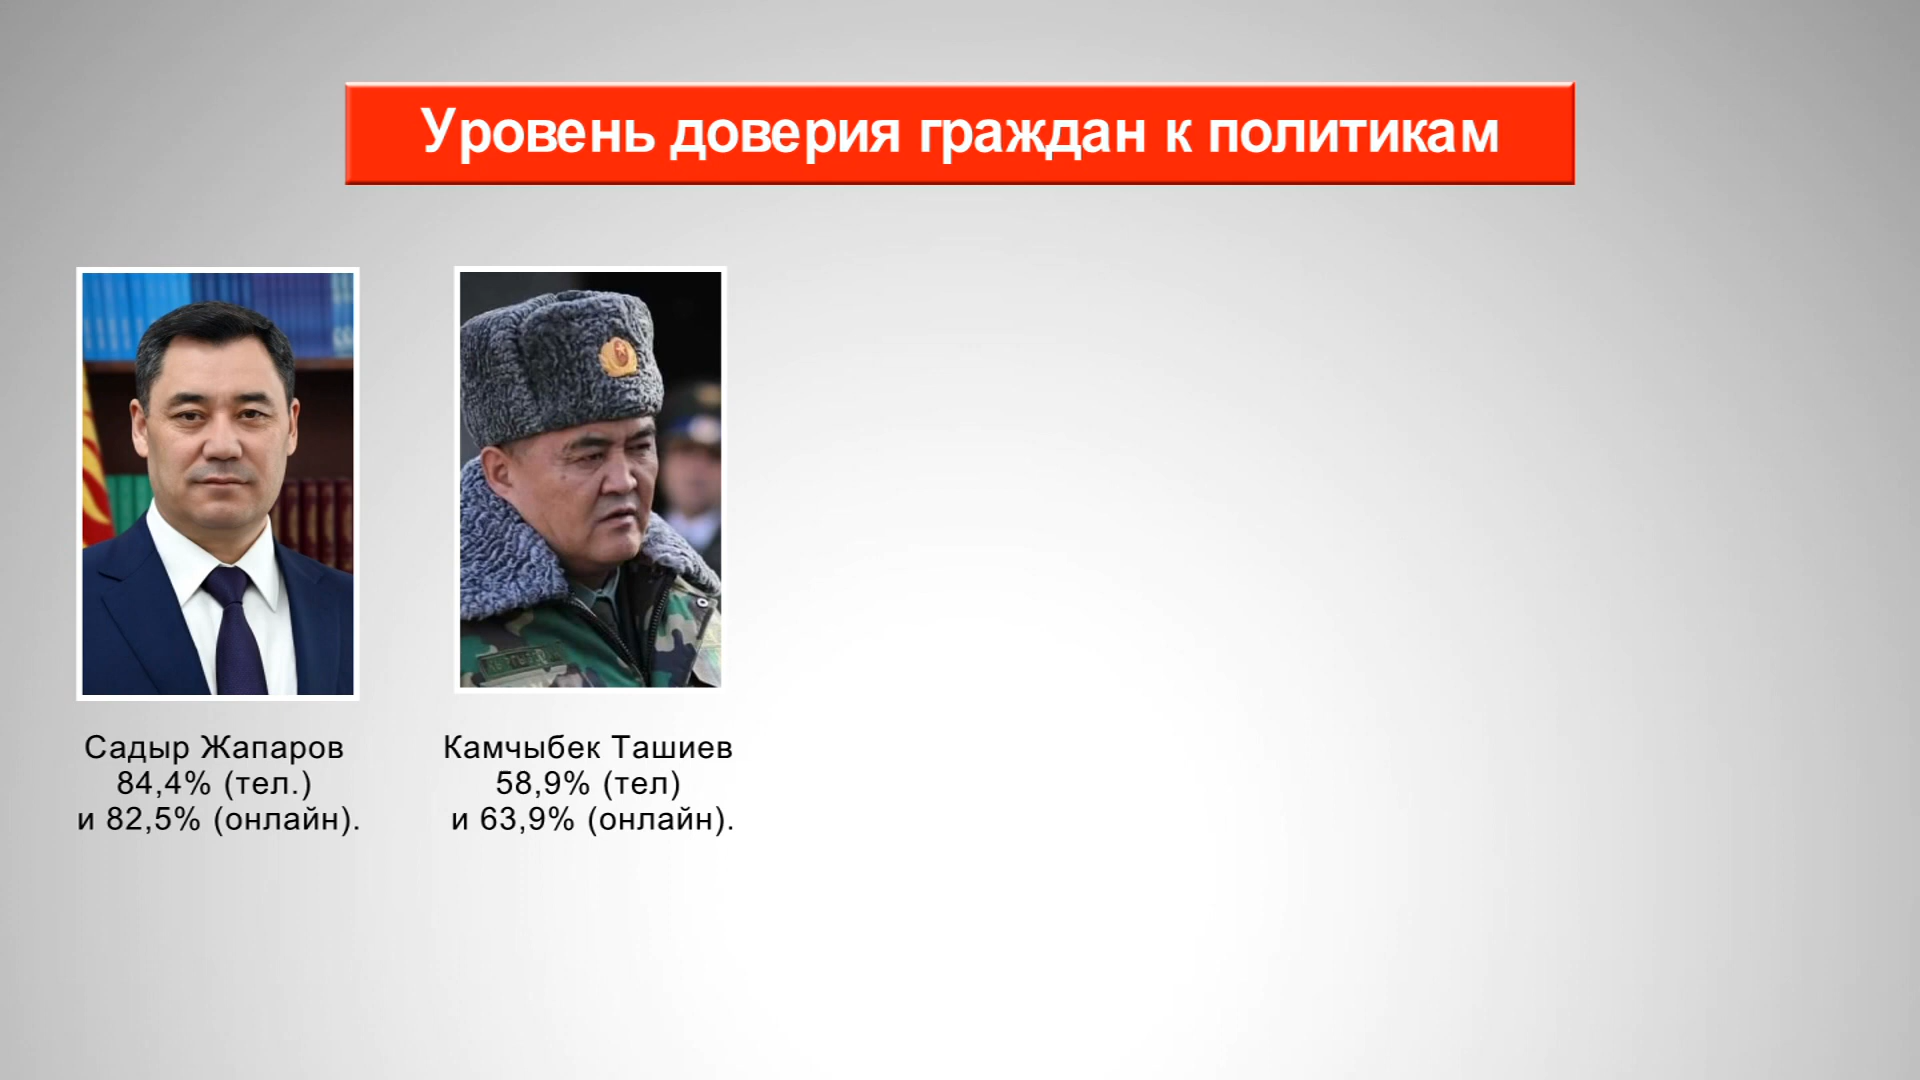 Уровень доверия граждан к политикам
Садыр Жапаров
84,4% (тел.)
и 82,5% (онлайн).
Камчыбек Ташиев
58,9% (тел)
и 63,9% (онлайн).